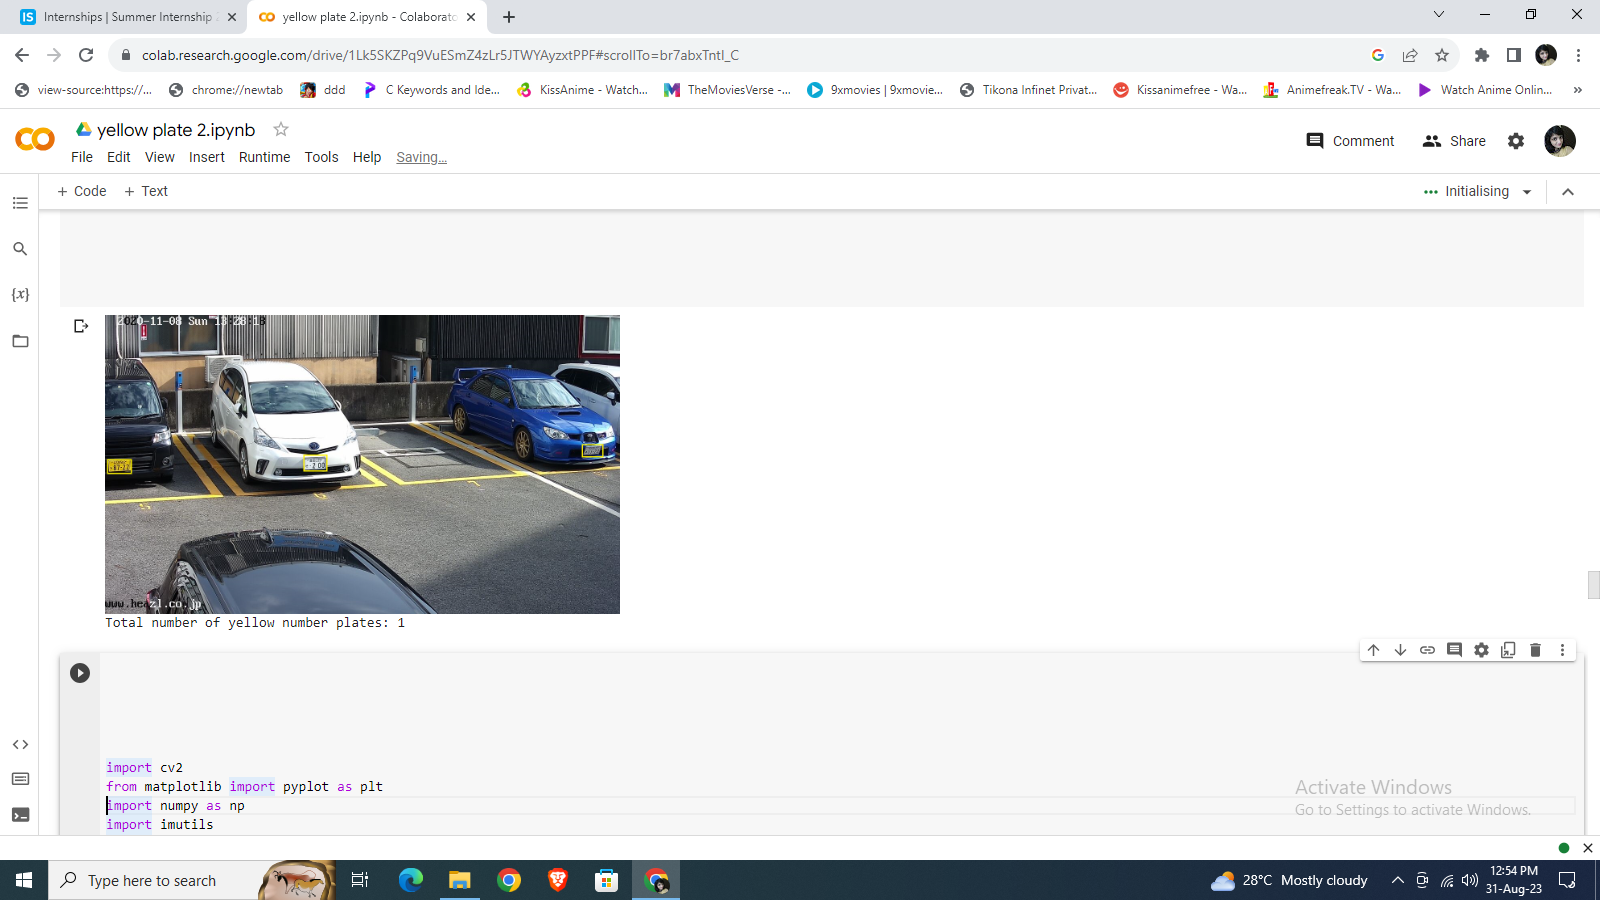 Internships | Summer Internship
yellow plate 2.ipynb - Colaborato
colab.research.google.com/drive/1Lk5SKZPq9VuESmZ4zLr5JTWYAyzxtPPF#scrollTo=br7abxTntI_C
view-source:https://...
chrome://newtab
ddd
C Keywords and Ide...
KissAnime - Watch...
TheMoviesVerse -...
9xmovies | 9xmovie...
Tikona Infinet Privat...
Kissanimefree - Wa...
Animefreak.TV - Wa...
Watch Anime Onlin...
»
yellow plate 2.ipynb
Comment
Share
File Edit View Insert Runtime Tools Help Saving...
+ Code + Text
Initialising
{x}
2020-11-08 Sun 13:28:13
www.heazl.co.jp
Total number of yellow number plates: 1
import cv2
from matplotlib import pyplot as plt
import numpy as np
import imutils
Activate Windows
Go to Settings to activate Windows.
Type here to search
28°C Mostly cloudy
12:54 PM
31-Aug-23